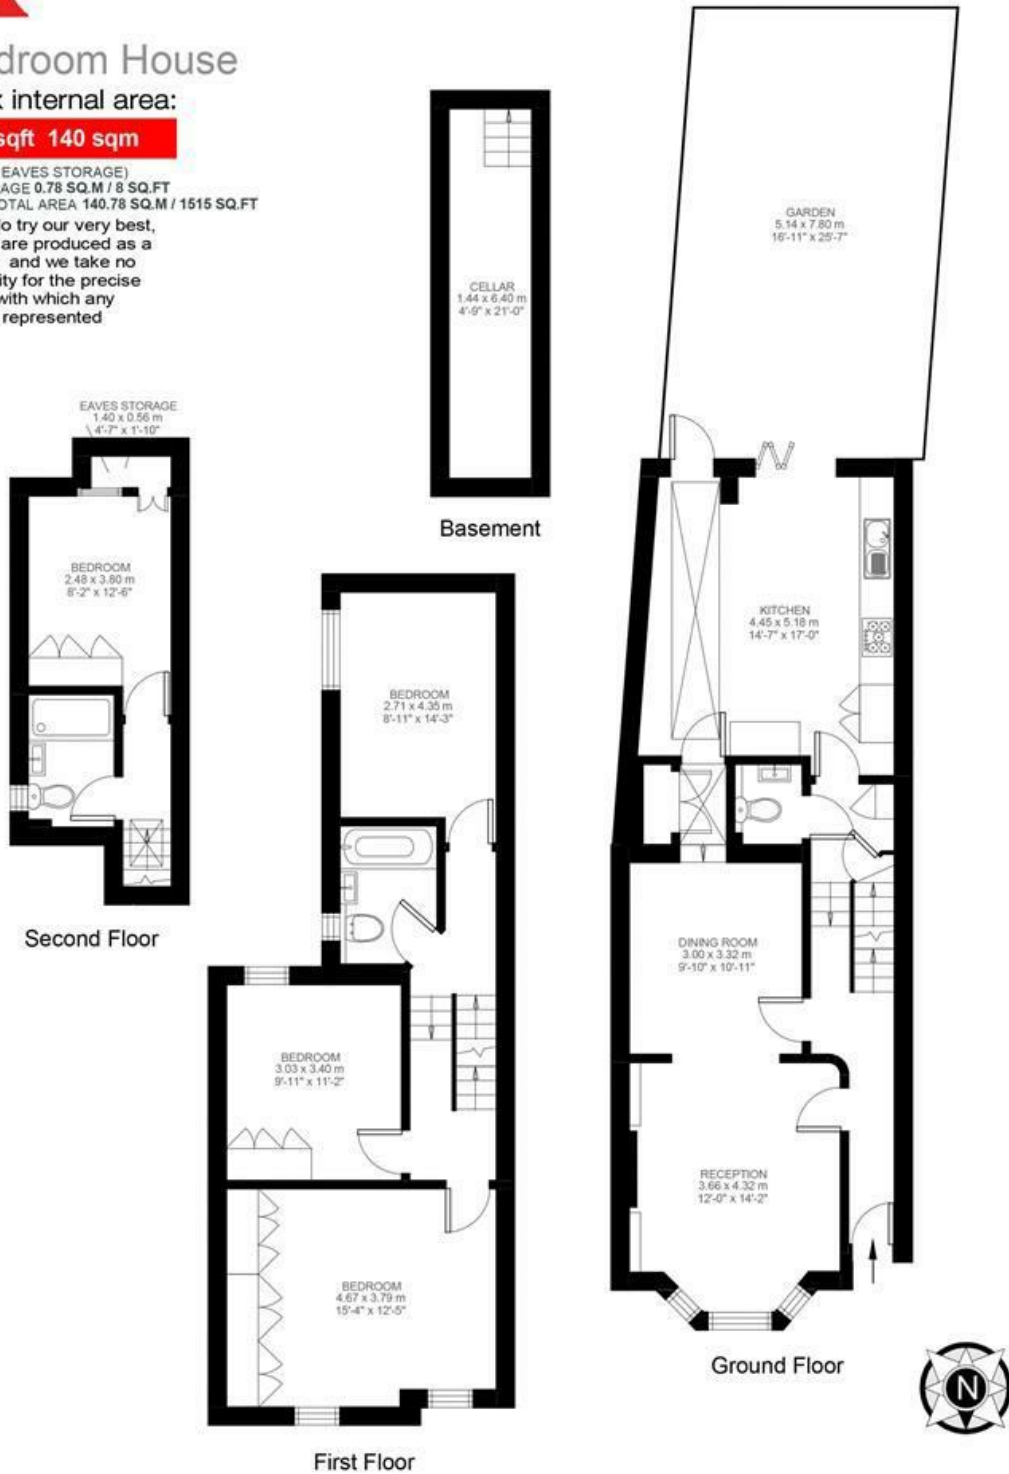 droom House
x internal area:
sqft 140 sqm
EAVES STORAGE)
AGE 0.78 SQ.M / 8 SQ.FT
OTAL AREA 140.78 SQ.M / 1515 SQ.FT
o try our very best,
are produced as a
and we take no
ity for the precise
with which any
represented
GARDEN
5.14 x 7.80 m
16'-11" x 25'-7"
CELLAR
1.44 x 6.40 m
4'-9" x 21'-0"
Basement
EAVES STORAGE
1.40 x 0.56 m
4'-7" x 1'-10"
BEDROOM
2.48 x 3.80 m
8'-2" x 12'-6"
Second Floor
BEDROOM
2.71 x 4.35 m
8'-11" x 14'-3"
BEDROOM
3.03 x 3.40 m
9'-11" x 11'-2"
BEDROOM
4.67 x 3.79 m
15'-4" x 12'-5"
First Floor
KITCHEN
4.45 x 5.18 m
14'-7" x 17'-0"
DINING ROOM
3.00 x 3.32 m
9'-10" x 10'-11"
RECEPTION
3.66 x 4.32 m
12'-0" x 14'-2"
Ground Floor
N